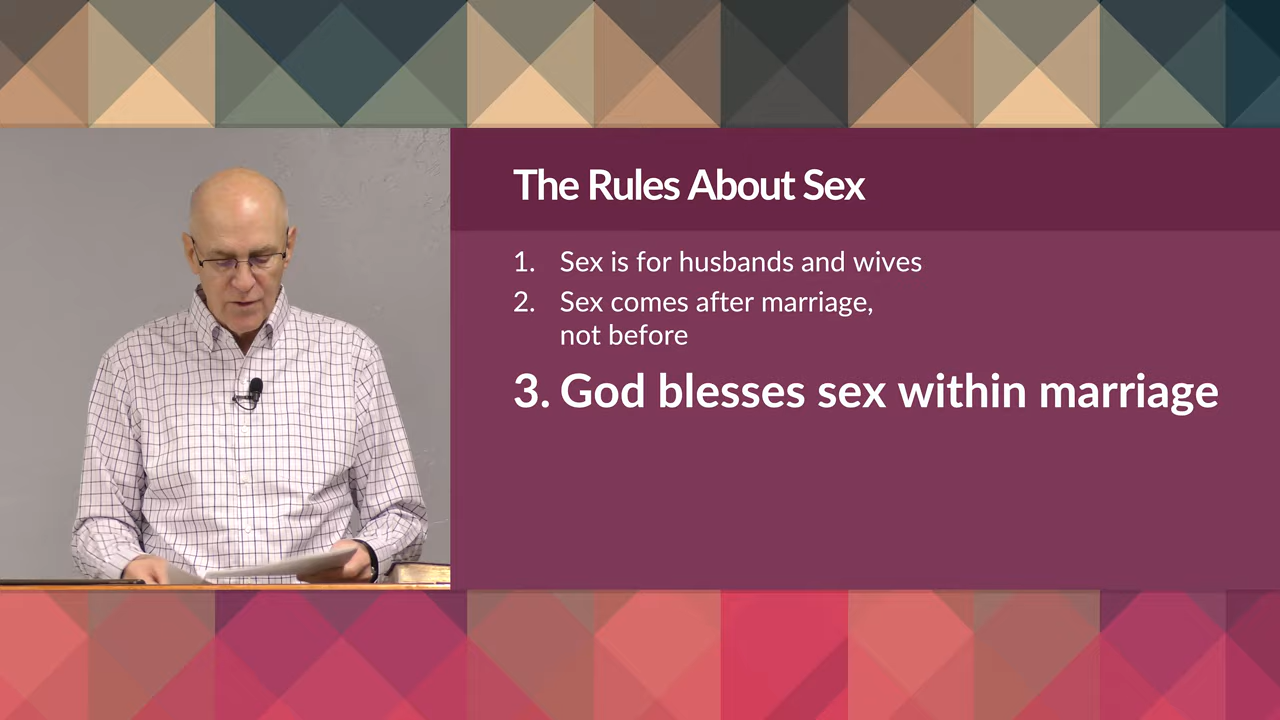 The Rules About Sex
1. Sex is for husbands and wives
2. Sex comes after marriage,
not before
3. God blesses sex within marriage